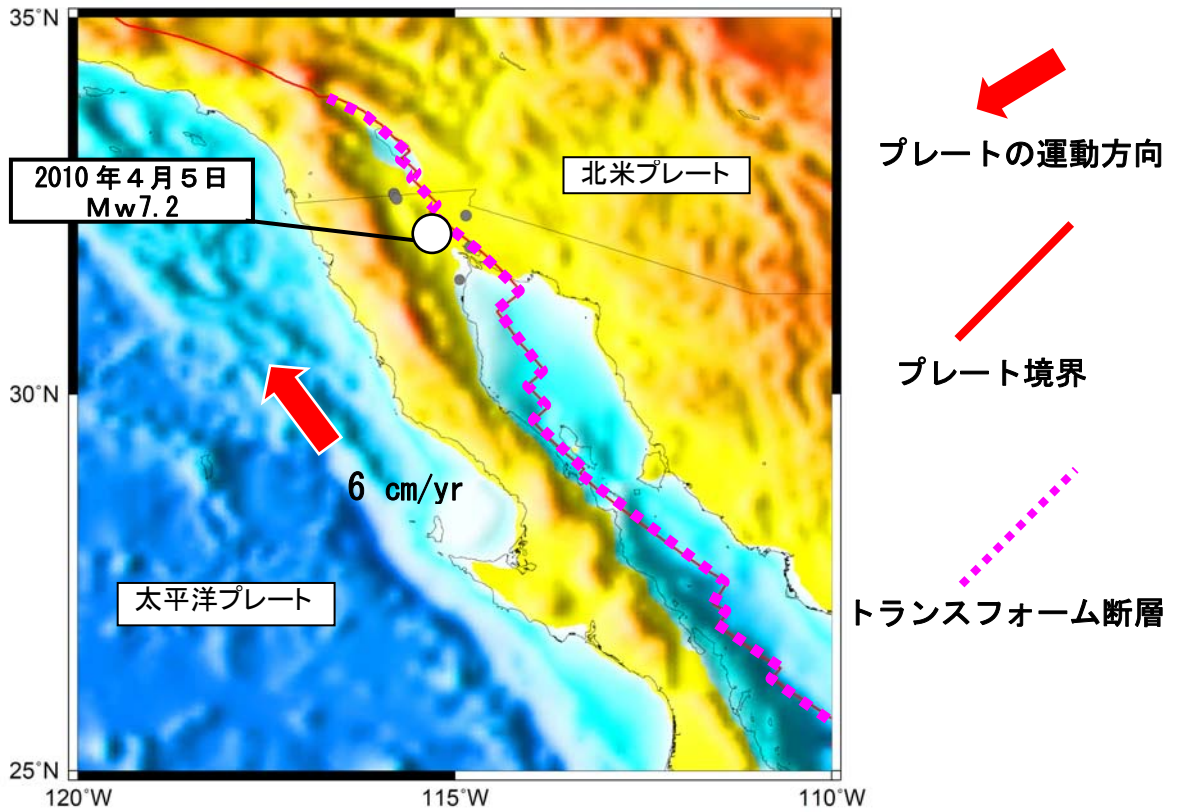 35˚N
2010年4月5日
Mw7.2
北米プレート
プレートの運動方向
プレート境界
30˚N
6 cm/yr
太平洋プレート
トランスフォーム断層
25˚N
120˚W
115˚W
110˚W